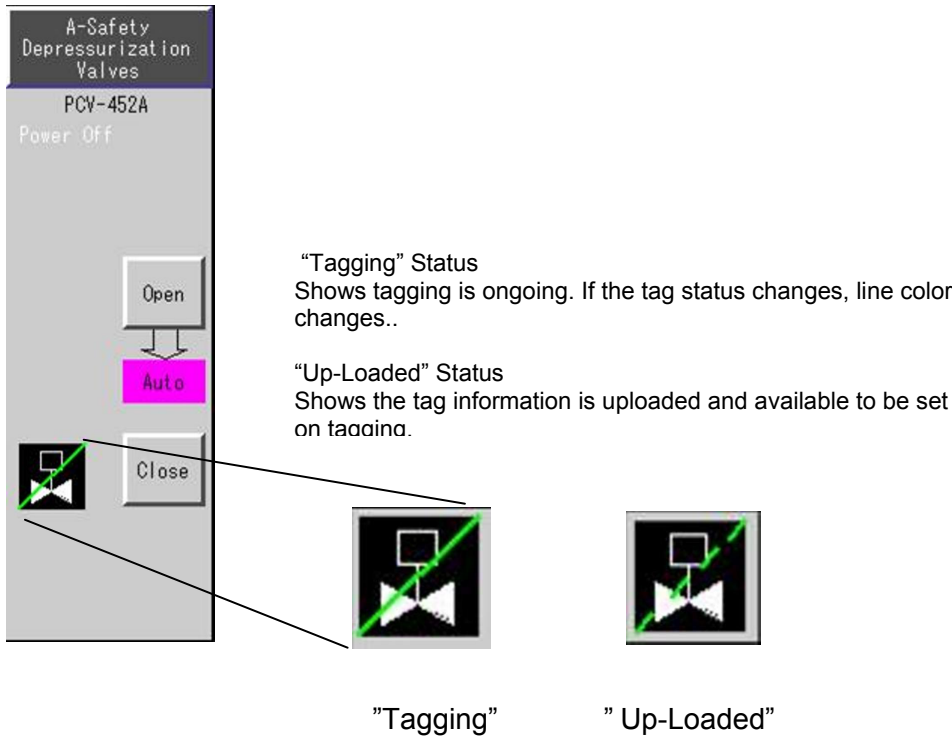 A-Safety
Depressurization
Valves
PCV-452A
Power Off
Open
Auto
Close
“Tagging” Status
Shows tagging is ongoing. If the tag status changes, line color
changes..
“Up-Loaded” Status
Shows the tag information is uploaded and available to be set
on tagging.
”Tagging”
” Up-Loaded”